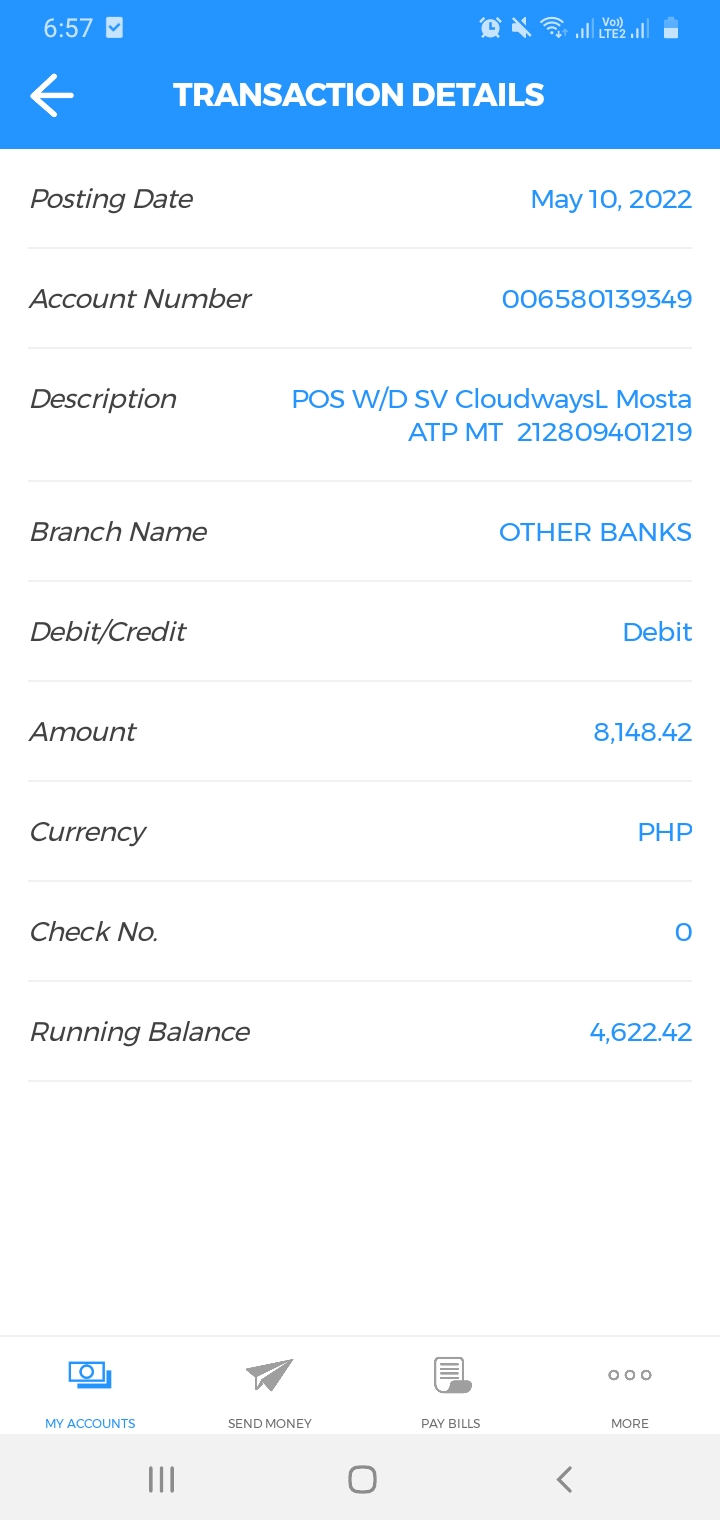 6:57
Vo))
LTE2
TRANSACTION DETAILS
Posting Date May 10, 2022
Account Number 006580139349
Description POS W/D SV CloudwaysL Mosta
ATP MT 212809401219
Branch Name OTHER BANKS
Debit/Credit Debit
Amount 8,148.42
Currency PHP
Check No. 0
Running Balance 4,622.42
MY ACCOUNTS SEND MONEY PAY BILLS MORE